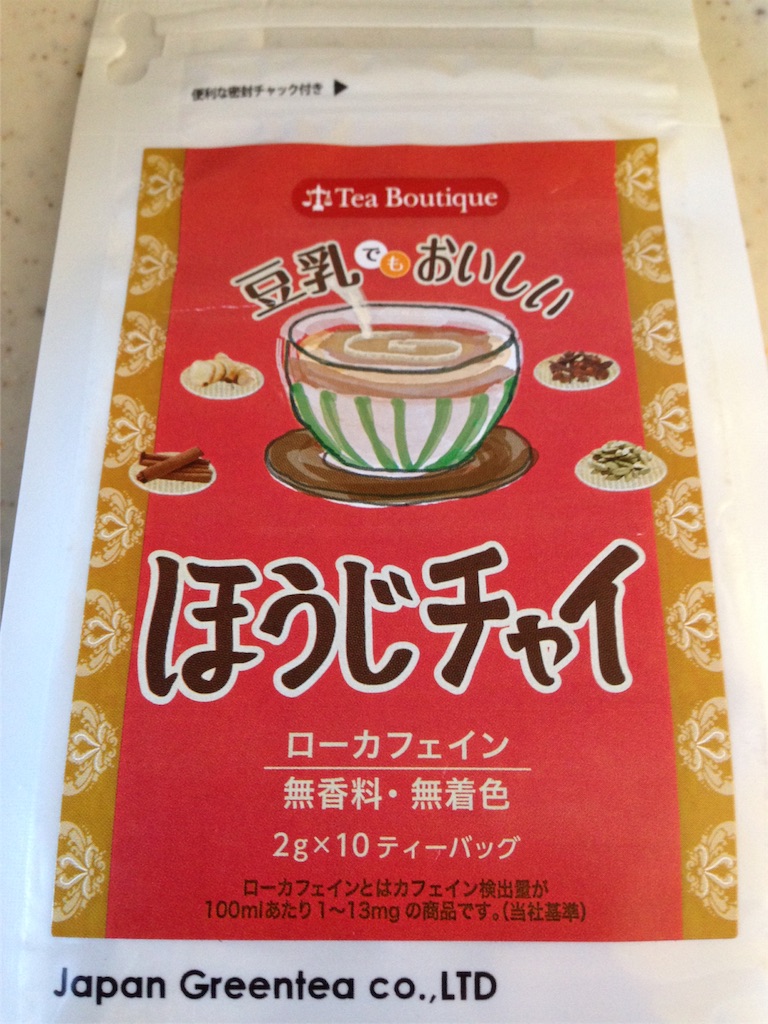 便利な密封チャック付き ▶
Tea Boutique
豆乳でもおいしい
ほうじチャイ
ローカフェイン
無香料・無着色
2g×10 ティーバッグ
ローカフェインとはカフェイン検出量が
100mlあたり1〜13mgの商品です。(当社基準)
Japan Greentea co.,LTD